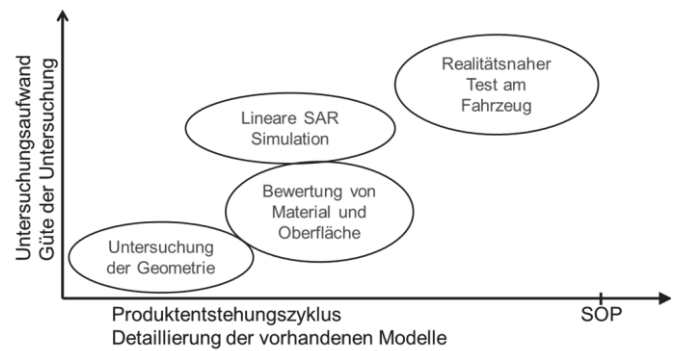 Untersuchungsaufwand
Güte der Untersuchung
Realitätsnaher
Test am
Fahrzeug
Lineare SAR
Simulation
Bewertung von
Material und
Oberfläche
Untersuchung
der Geometrie
Produktentstehungszyklus
SOP
Detaillierung der vorhandenen Modelle